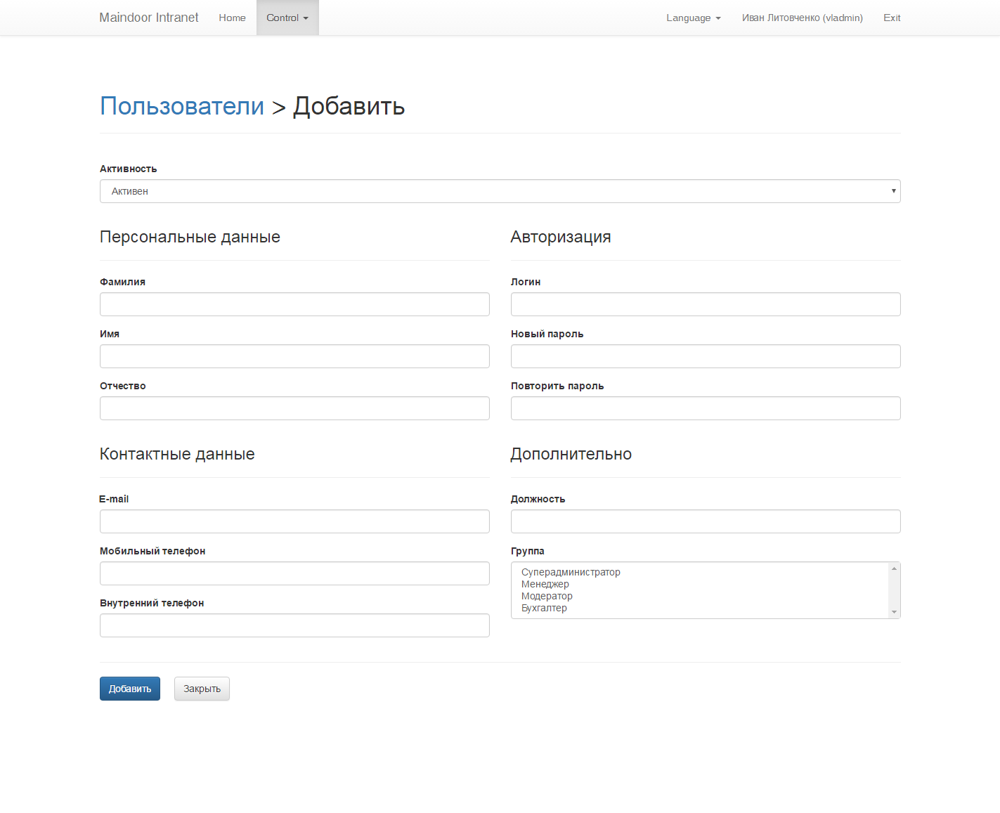 Maindoor Intranet Home Control Language Иван Литовченко (vladmin) Exit
Пользователи > Добавить
Активность
Активен
Персональные данные
Фамилия
Имя
Отчество
Авторизация
Логин
Новый пароль
Повторить пароль
Контактные данные
E-mail
Мобильный телефон
Внутренний телефон
Дополнительно
Должность
Группа
Суперадминистратор
Менеджер
Модератор
Бухгалтер
Добавить Закрыть